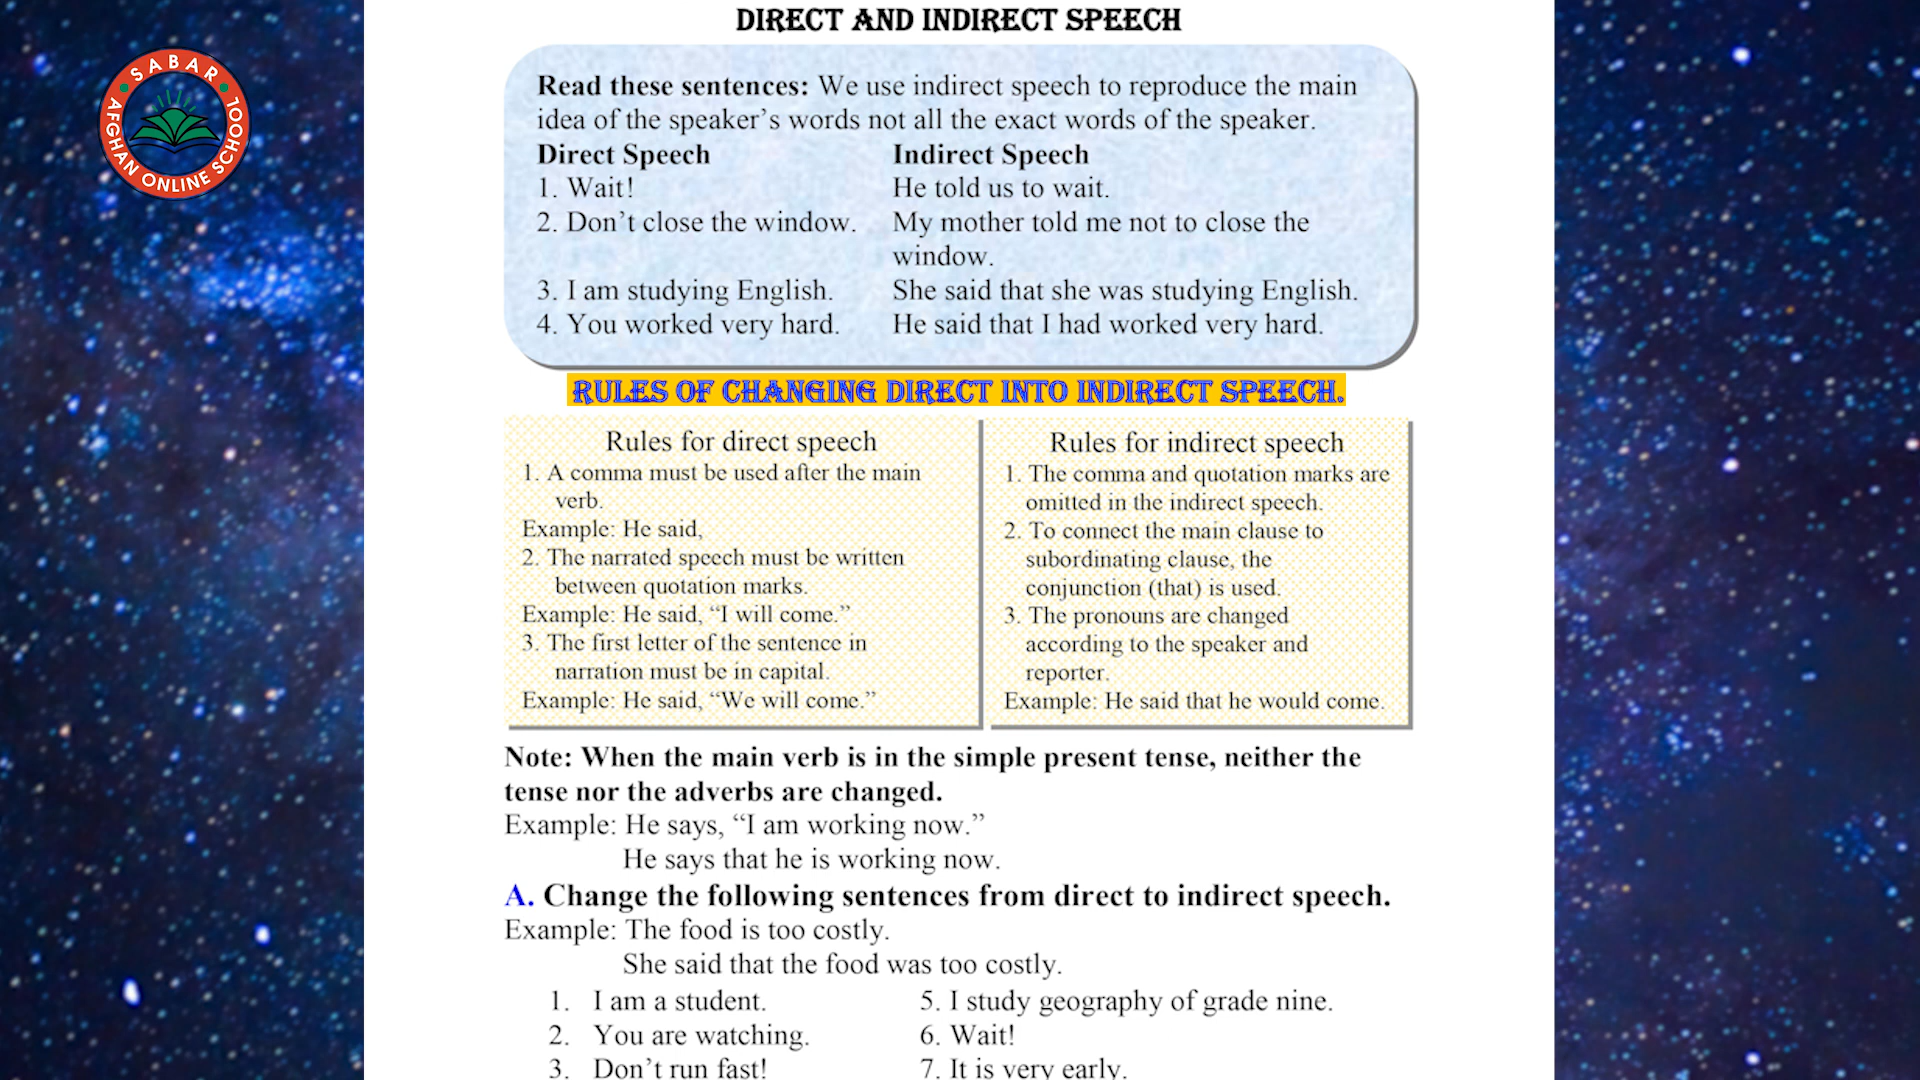 DIRECT AND INDIRECT SPEECH
SABAR
AFGHAN ONLINE SCHOOL
Read these sentences: We use indirect speech to reproduce the main
idea of the speaker’s words not all the exact words of the speaker.
Direct Speech Indirect Speech
1. Wait! He told us to wait.
2. Don’t close the window. My mother told me not to close the
window.
3. I am studying English. She said that she was studying English.
4. You worked very hard. He said that I had worked very hard.
RULES OF CHANGING DIRECT INTO INDIRECT SPEECH.
Rules for direct speech
1. A comma must be used after the main
verb.
Example: He said,
2. The narrated speech must be written
between quotation marks.
Example: He said, “I will come.”
3. The first letter of the sentence in
narration must be in capital.
Example: He said, “We will come.”
Rules for indirect speech
1. The comma and quotation marks are
omitted in the indirect speech.
2. To connect the main clause to
subordinating clause, the
conjunction (that) is used.
3. The pronouns are changed
according to the speaker and
reporter.
Example: He said that he would come.
Note: When the main verb is in the simple present tense, neither the
tense nor the adverbs are changed.
Example: He says, “I am working now.”
He says that he is working now.
A. Change the following sentences from direct to indirect speech.
Example: The food is too costly.
She said that the food was too costly.
1. I am a student. 5. I study geography of grade nine.
2. You are watching. 6. Wait!
3. Don’t run fast! 7. It is very early.